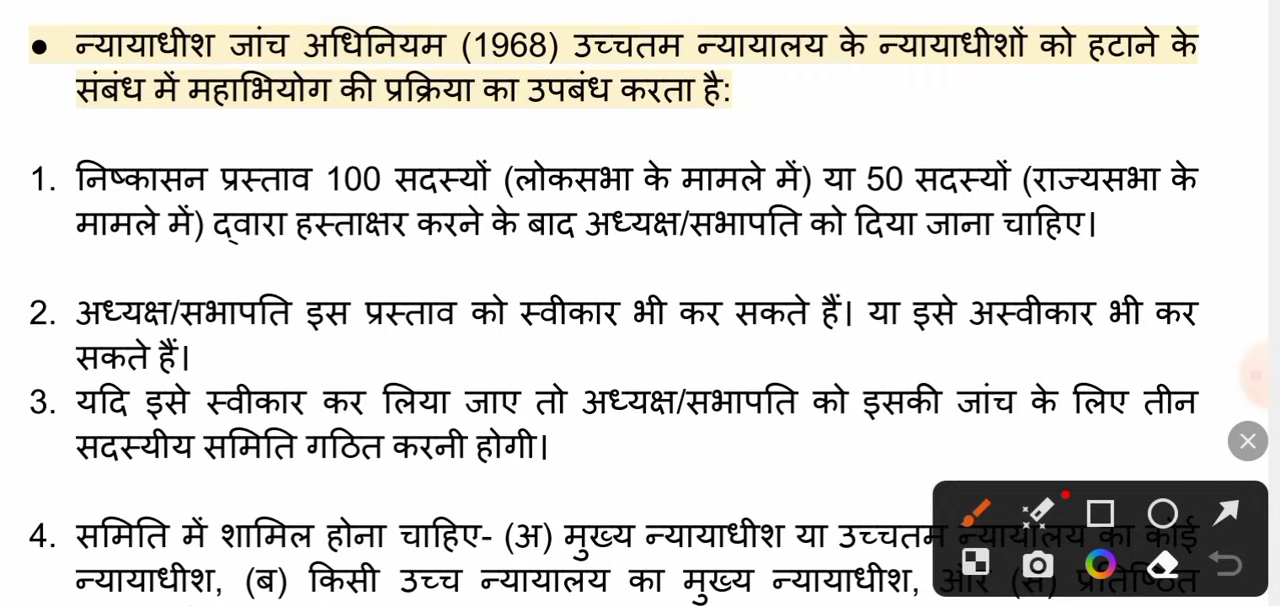 ● न्यायाधीश जांच अधिनियम (1968) उच्चतम न्यायालय के न्यायाधीशों को हटाने के
संबंध में महाभियोग की प्रक्रिया का उपबंध करता है:
1. निष्कासन प्रस्ताव 100 सदस्यों (लोकसभा के मामले में) या 50 सदस्यों (राज्यसभा के
मामले में) द्वारा हस्ताक्षर करने के बाद अध्यक्ष/सभापति को दिया जाना चाहिए।
2. अध्यक्ष/सभापति इस प्रस्ताव को स्वीकार भी कर सकते हैं। या इसे अस्वीकार भी कर
सकते हैं।
3. यदि इसे स्वीकार कर लिया जाए तो अध्यक्ष/सभापति को इसकी जांच के लिए तीन
सदस्यीय समिति गठित करनी होगी।
4. समिति में शामिल होना चाहिए- (अ) मुख्य न्यायाधीश या उच्चतम न्यायालय का कोई
न्यायाधीश, (ब) किसी उच्च न्यायालय का मुख्य न्यायाधीश, और (स) प्रतिष्ठित